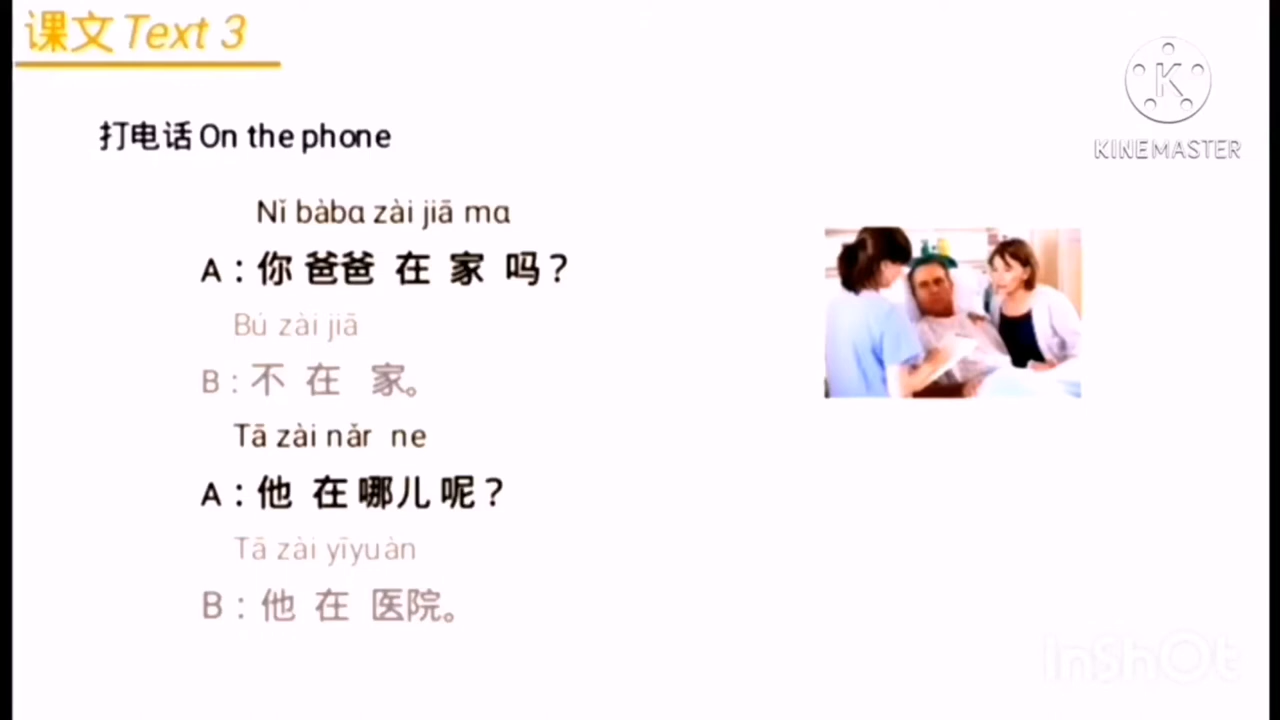 课文 Text 3
KINEMASTER
打电话 On the phone
Nǐ bàba zài jiā ma
A：你 爸爸 在 家 吗？
Bú zài jiā
B：不 在 家。
Tā zài nǎr ne
A：他 在 哪儿 呢？
Tā zài yīyuàn
B：他 在 医院。
InShOt